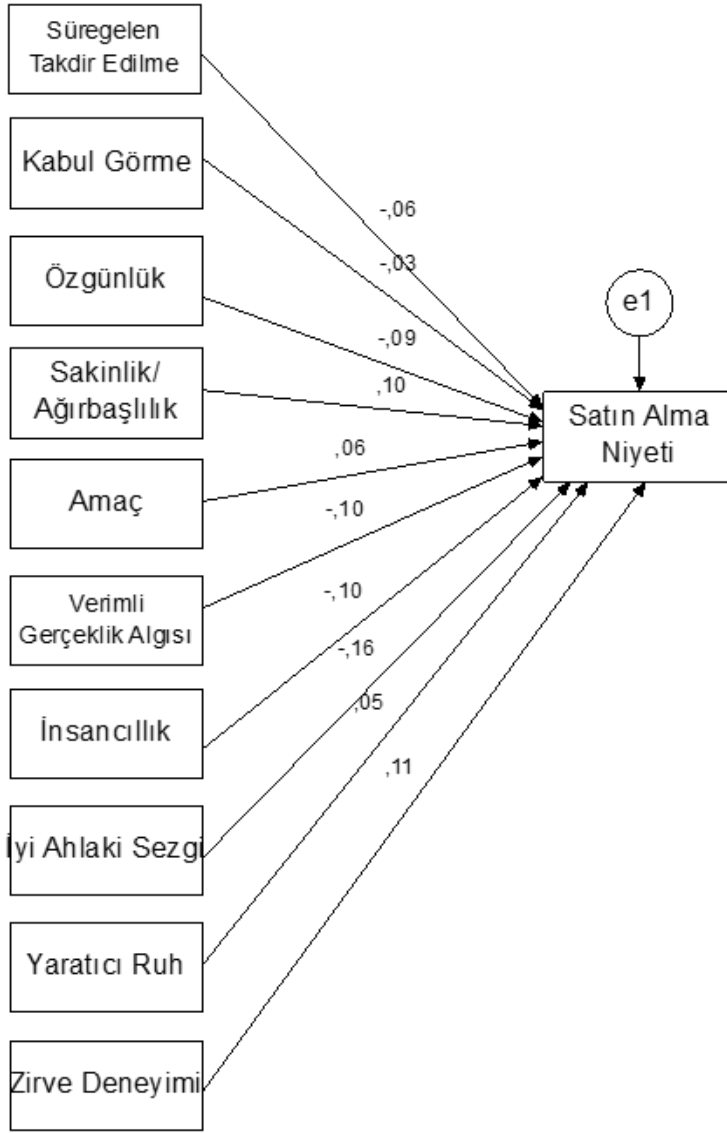 Süregelen
Takdir Edilme
Kabul Görme
Özgünlük
Sakinlik/
Ağırbaşlılık
Amaç
Verimli
Gerçeklik Algısı
İnsancıllık
İyi Ahlaki Sezgi
Yaratıcı Ruh
Zirve Deneyimi
-,06
-,03
-,09
,10
,06
-,10
-,10
-,16
,05
,11
e1
Satın Alma
Niyeti